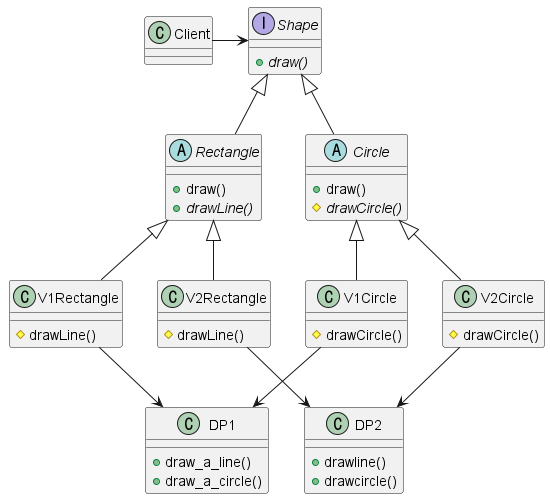 C Client
I Shape
draw()
A Rectangle
draw()
drawLine()
A Circle
draw()
drawCircle()
C V1Rectangle
drawLine()
C V2Rectangle
drawLine()
C V1Circle
drawCircle()
C V2Circle
drawCircle()
C DP1
draw_a_line()
draw_a_circle()
C DP2
drawline()
drawcircle()